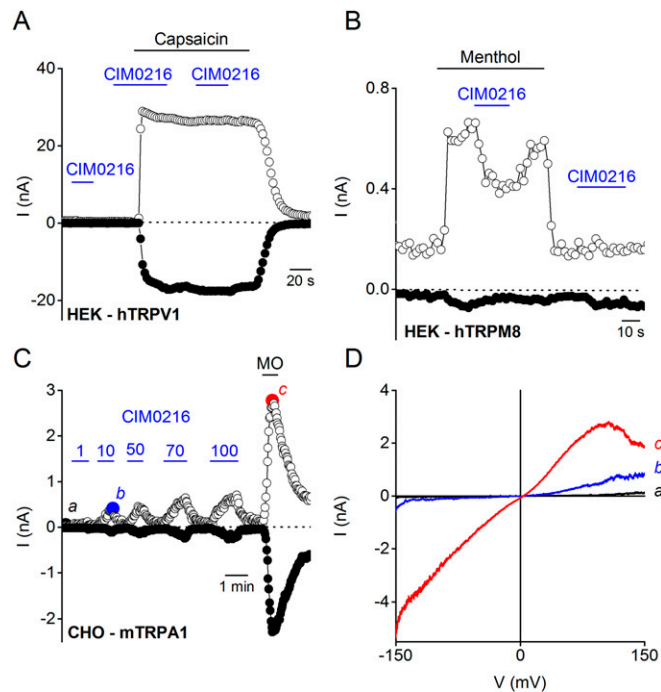 A
Capsaicin
CIM0216
CIM0216
CIM0216
I (nA)
40
20
0
-20
20 s
HEK - hTRPV1
B
Menthol
CIM0216
CIM0216
I (nA)
0.8
0.4
0.0
10 s
HEK - hTRPM8
C
MO
c
CIM0216
1 10 50 70 100
a
b
I (nA)
3
2
1
0
-1
-2
1 min
CHO - mTRPA1
D
I (nA)
4
2
0
-2
-4
c
b
a
-150 0 150
V (mV)